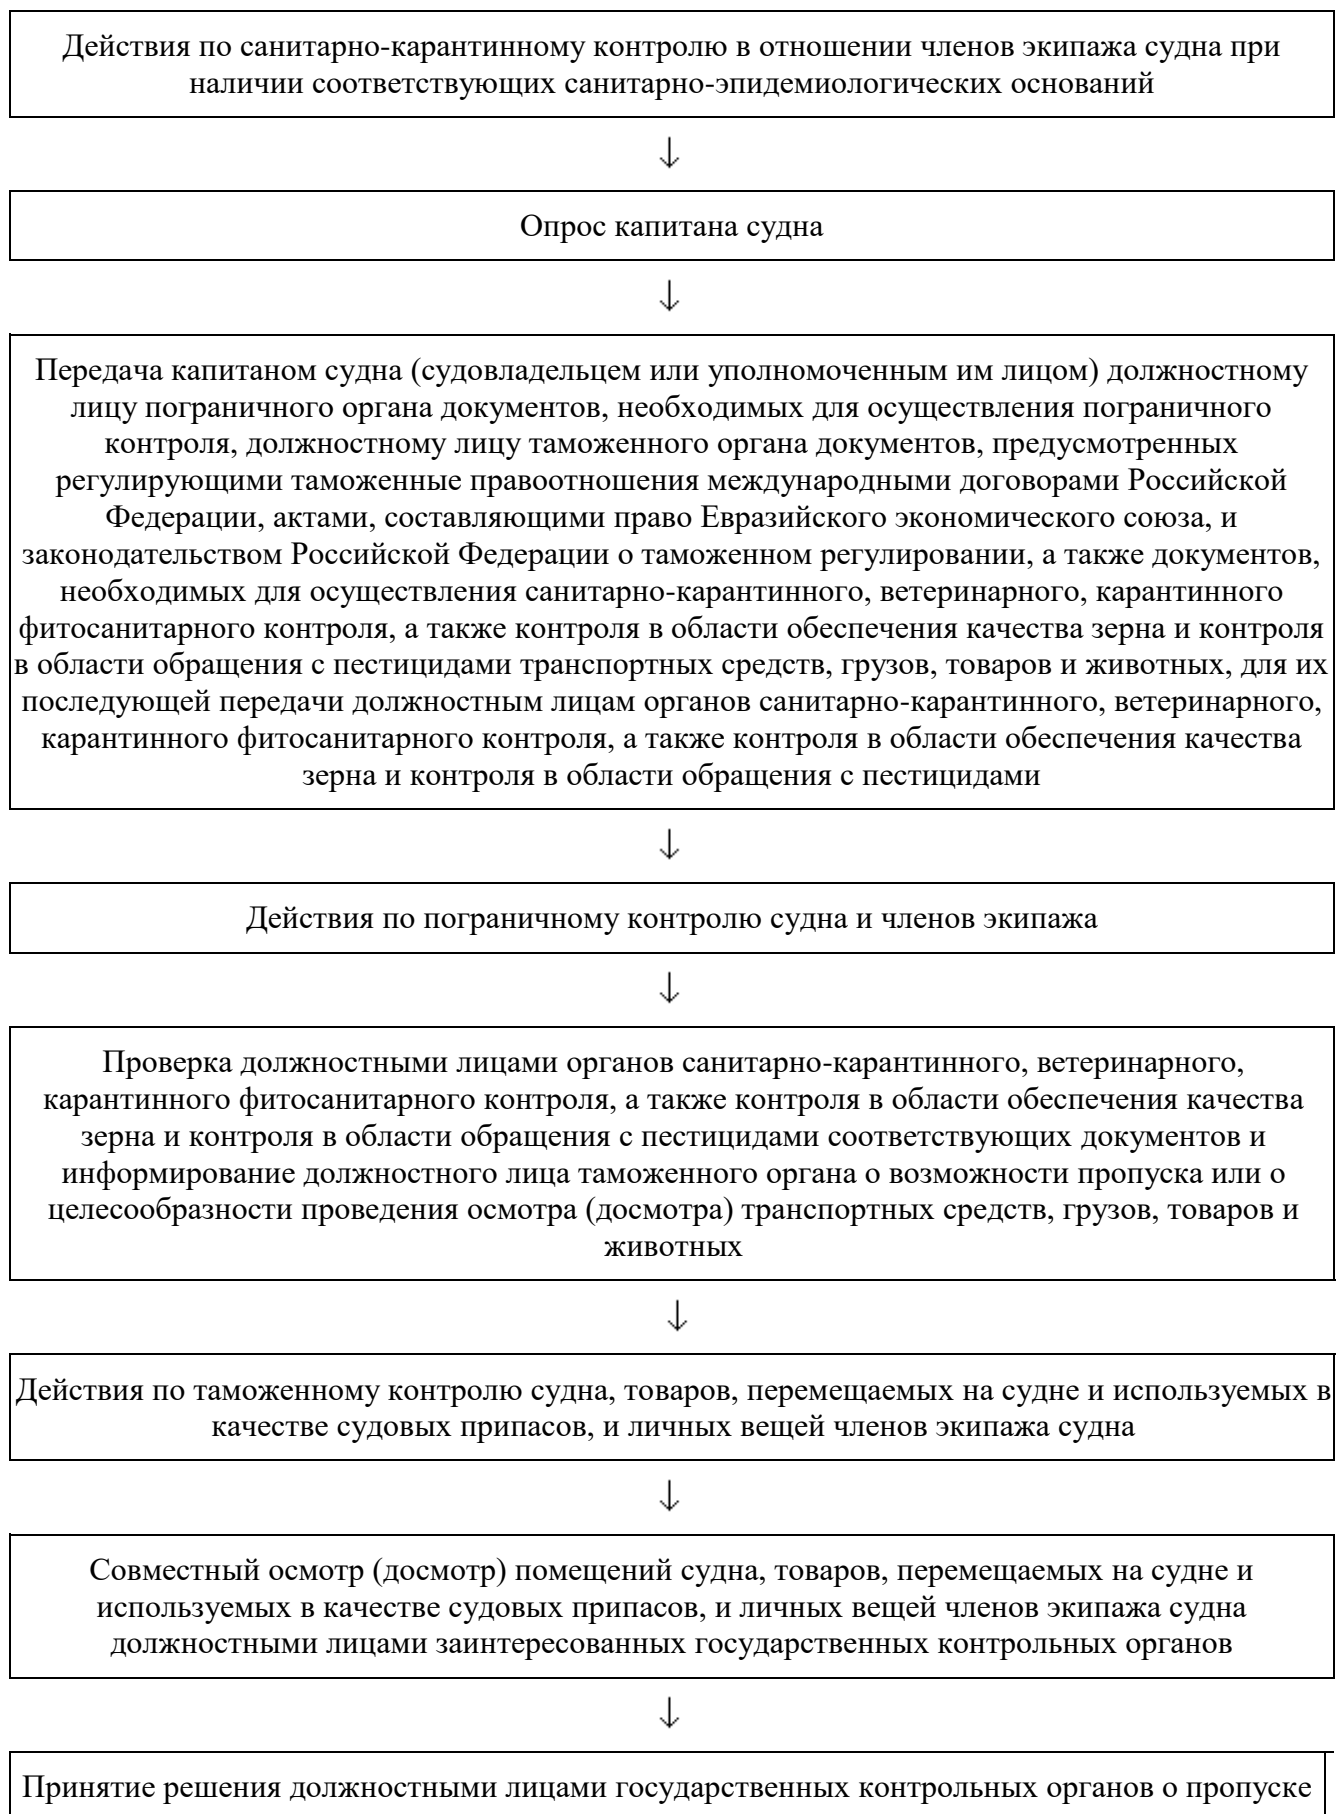 Действия по санитарно-карантинному контролю в отношении членов экипажа судна при
наличии соответствующих санитарно-эпидемиологических оснований
↓
Опрос капитана судна
↓
Передача капитаном судна (судовладельцем или уполномоченным им лицом) должностному
лицу пограничного органа документов, необходимых для осуществления пограничного
контроля, должностному лицу таможенного органа документов, предусмотренных
регулирующими таможенные правоотношения международными договорами Российской
Федерации, актами, составляющими право Евразийского экономического союза, и
законодательством Российской Федерации о таможенном регулировании, а также документов,
необходимых для осуществления санитарно-карантинного, ветеринарного, карантинного
фитосанитарного контроля, а также контроля в области обеспечения качества зерна и контроля
в области обращения с пестицидами транспортных средств, грузов, товаров и животных, для их
последующей передачи должностным лицам органов санитарно-карантинного, ветеринарного,
карантинного фитосанитарного контроля, а также контроля в области обеспечения качества
зерна и контроля в области обращения с пестицидами
↓
Действия по пограничному контролю судна и членов экипажа
↓
Проверка должностными лицами органов санитарно-карантинного, ветеринарного,
карантинного фитосанитарного контроля, а также контроля в области обеспечения качества
зерна и контроля в области обращения с пестицидами соответствующих документов и
информирование должностного лица таможенного органа о возможности пропуска или о
целесообразности проведения осмотра (досмотра) транспортных средств, грузов, товаров и
животных
↓
Действия по таможенному контролю судна, товаров, перемещаемых на судне и используемых в
качестве судовых припасов, и личных вещей членов экипажа судна
↓
Совместный осмотр (досмотр) помещений судна, товаров, перемещаемых на судне и
используемых в качестве судовых припасов, и личных вещей членов экипажа судна
должностными лицами заинтересованных государственных контрольных органов
↓
Принятие решения должностными лицами государственных контрольных органов о пропуске